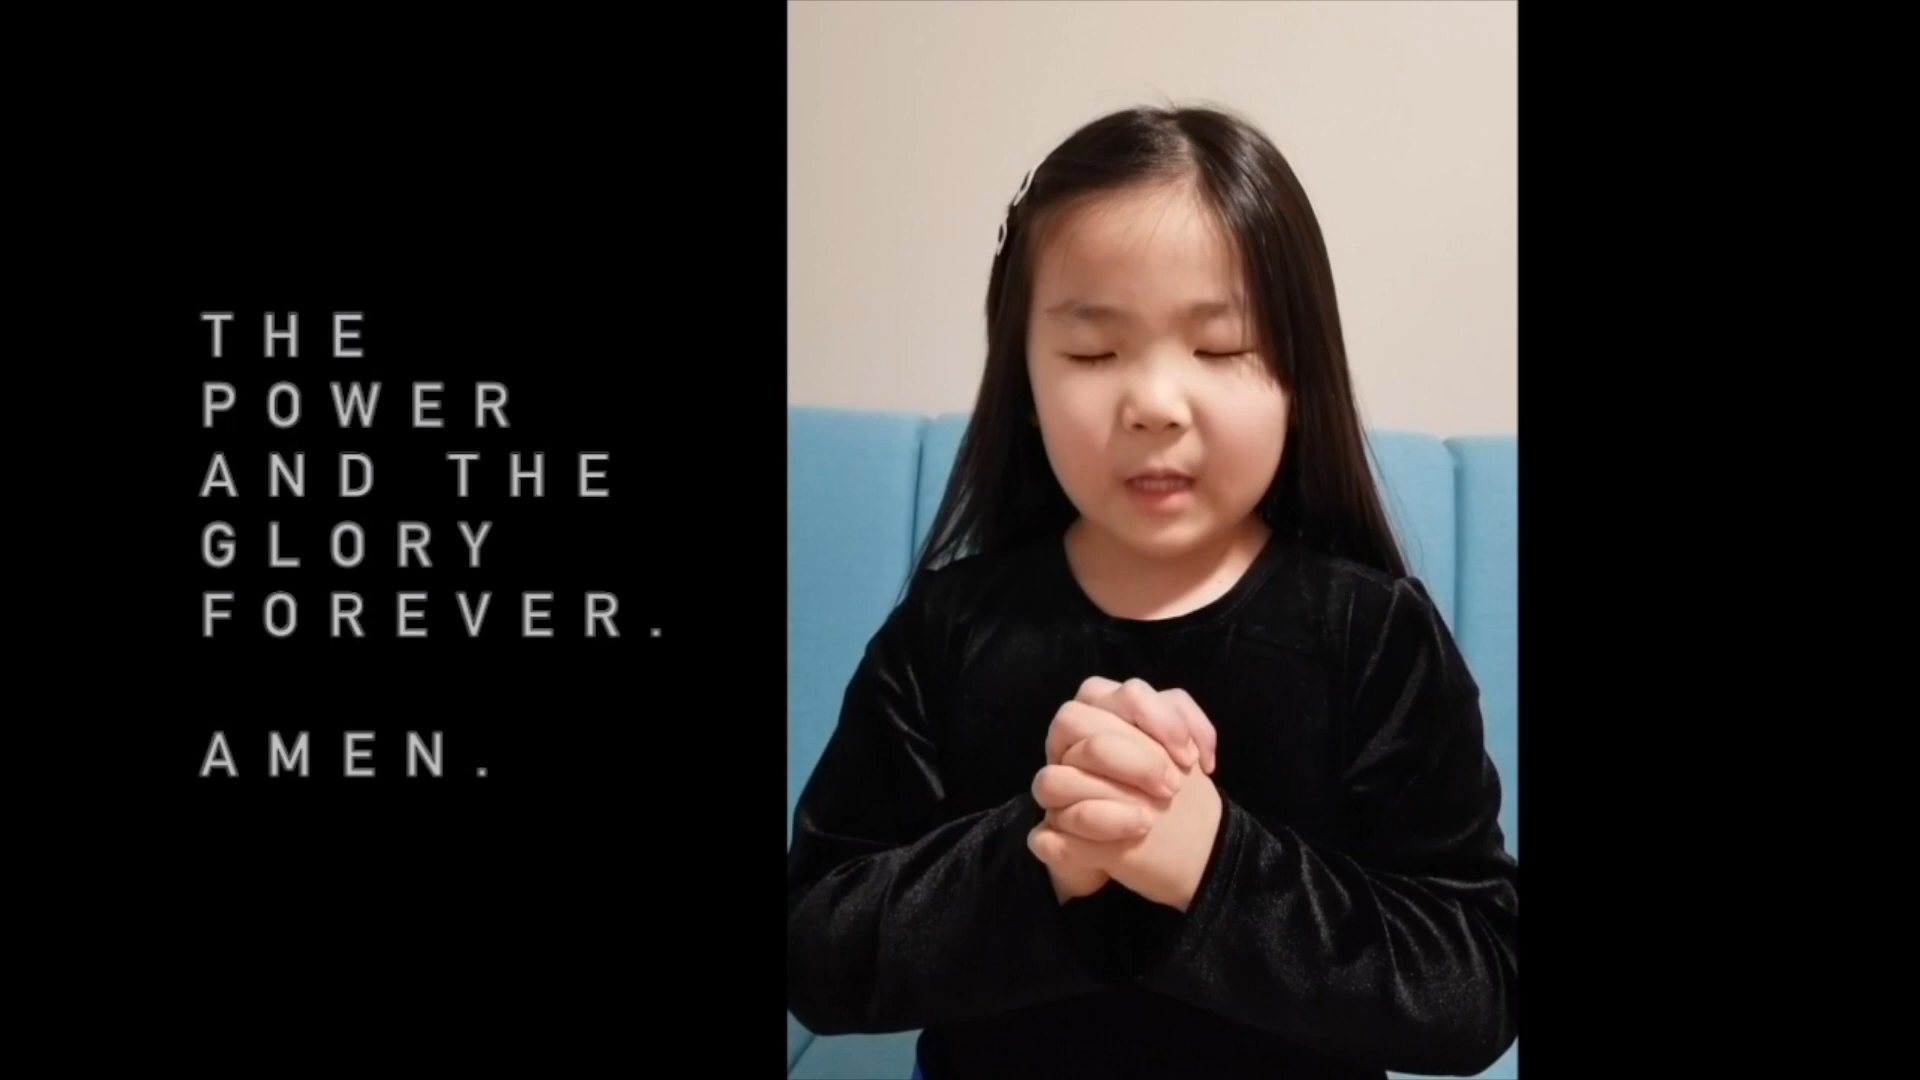 THE
POWER
AND THE
GLORY
FOREVER.
AMEN.